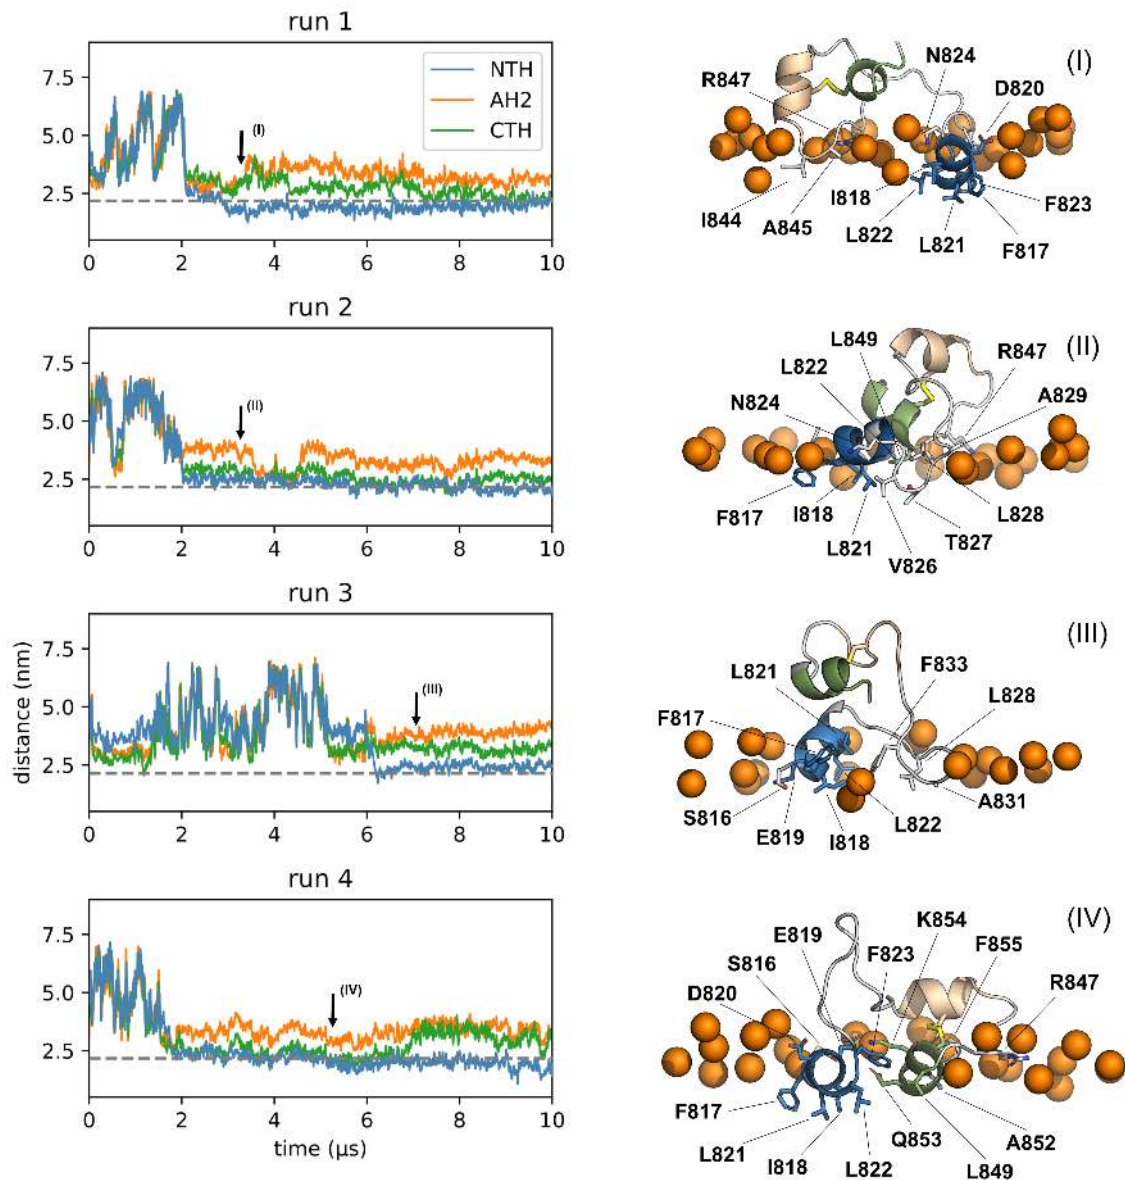 run 1
7.5
5.0
2.5
0
2
4
6
8
10
NTH
AH2
CTH
(I)
run 2
7.5
5.0
2.5
0
2
4
6
8
10
(II)
run 3
7.5
5.0
2.5
0
2
4
6
8
10
distance (nm)
(III)
run 4
7.5
5.0
2.5
0
2
4
6
8
10
(IV)
time (μs)
(I)
N824
R847
D820
I818
F823
I844
A845
L822
L821
F817
(II)
L849
R847
L822
A829
N824
F817
I818
L828
L821
T827
V826
(III)
L821
F833
L828
F817
S816
A831
E819
I818
L822
(IV)
K854
E819
F823
F855
S816
R847
D820
F817
Q853
A852
L821
I818
L822
L849